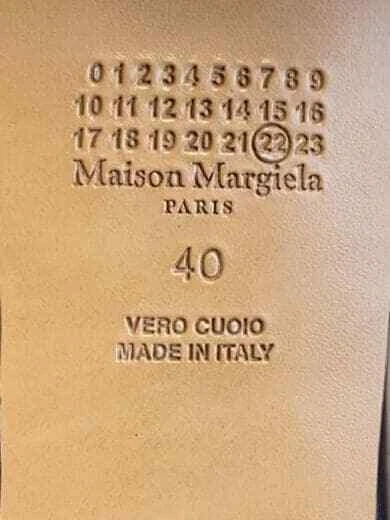 0 1 2 3 4 5 6 7 8 9
10 11 12 13 14 15 16
17 18 19 20 21 22 23
Maison Margiela
PARIS
40
VERO CUOIO
MADE IN ITALY